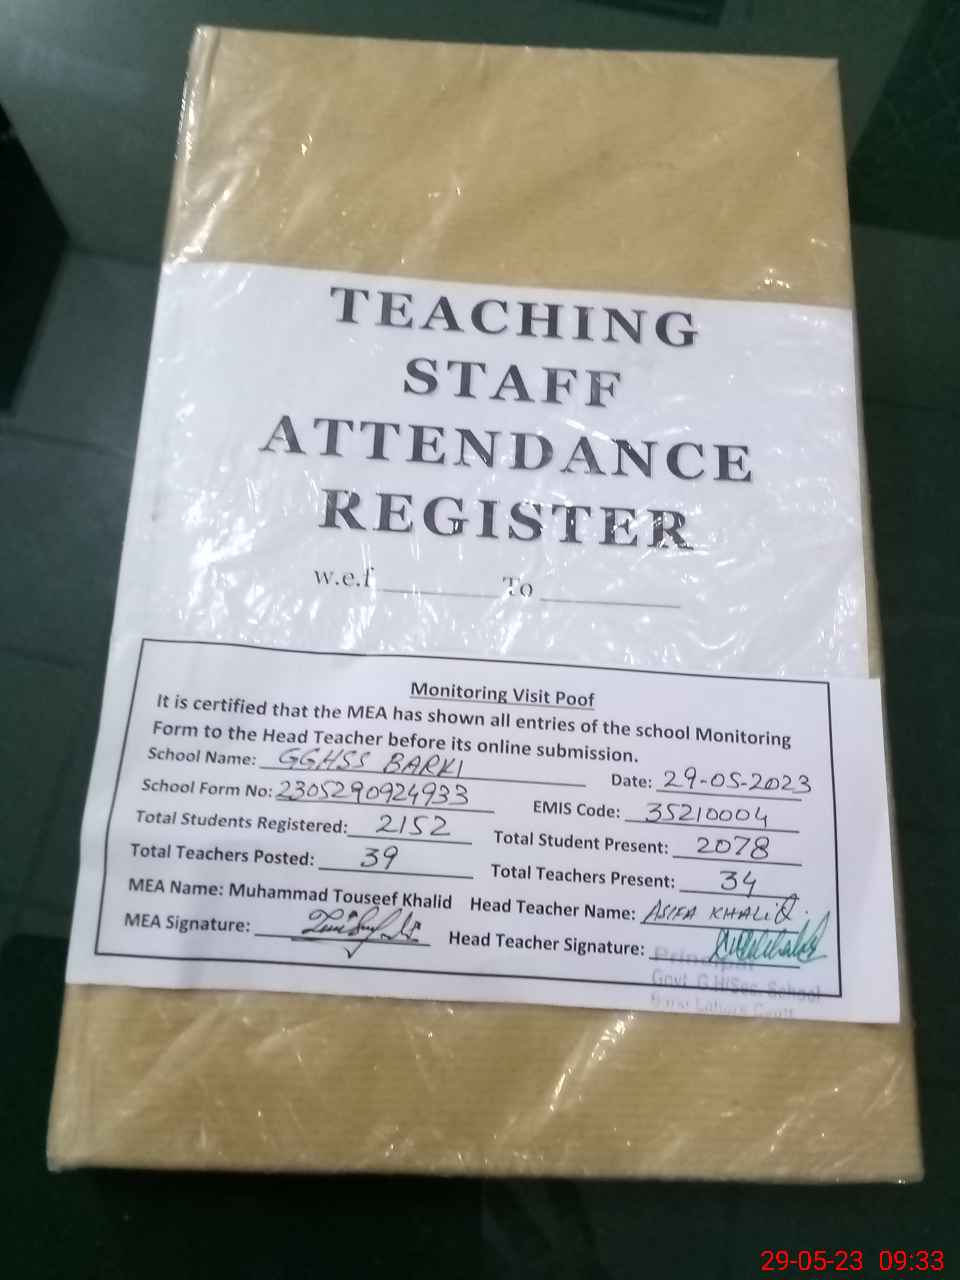 TEACHING
STAFF
ATTENDANCE
REGISTER
w.e.f ________ To ________
Monitoring Visit Poof
It is certified that the MEA has shown all entries of the school Monitoring
Form to the Head Teacher before its online submission.
School Name: GGHSS BARKI Date: 29-05-2023
School Form No: 2305290924933 EMIS Code: 35210004
Total Students Registered: 2152 Total Student Present: 2078
Total Teachers Posted: 39 Total Teachers Present: 34
MEA Name: Muhammad Touseef Khalid Head Teacher Name: ASIFA KHALIQ.
MEA Signature: Head Teacher Signature:
Principal
Govt. G.H/Sec. School
29-05-23 09:33